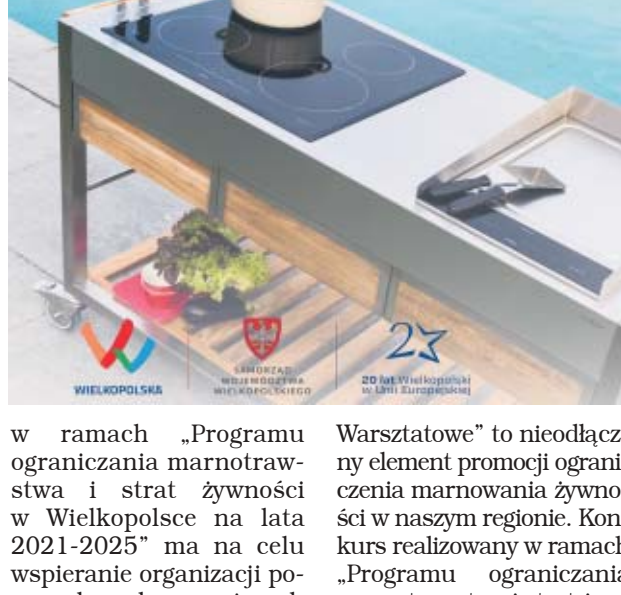 WIELKOPOLSKA
SAMORZĄD
WOJEWÓDZTWA
WIELKOPOLSKIEGO
20 lat Wielkopolski
w Unii Europejskiej
w ramach „Programu
ograniczania marnotraw-
stwa i strat żywności
w Wielkopolsce na lata
2021-2025” ma na celu
wspieranie organizacji po-
Warsztatowe” to nieodłącz
ny element promocji ograni
czenia marnowania żywno
ści w naszym regionie. Kon
kurs realizowany w ramach
„Programu ograniczania